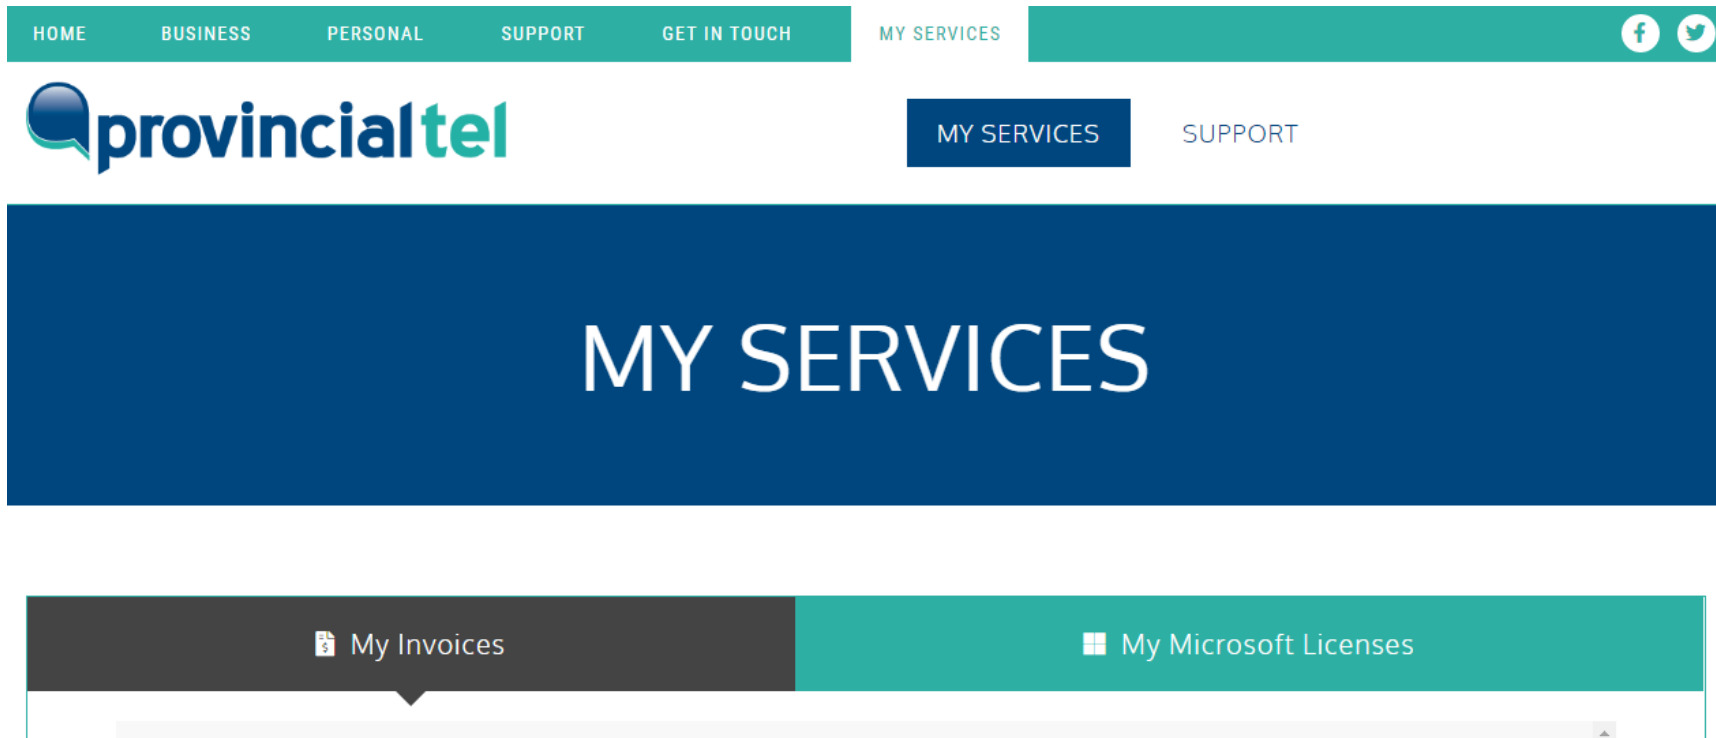 HOME BUSINESS PERSONAL SUPPORT GET IN TOUCH MY SERVICES
provincialtel
MY SERVICES SUPPORT
MY SERVICES
My Invoices My Microsoft Licenses